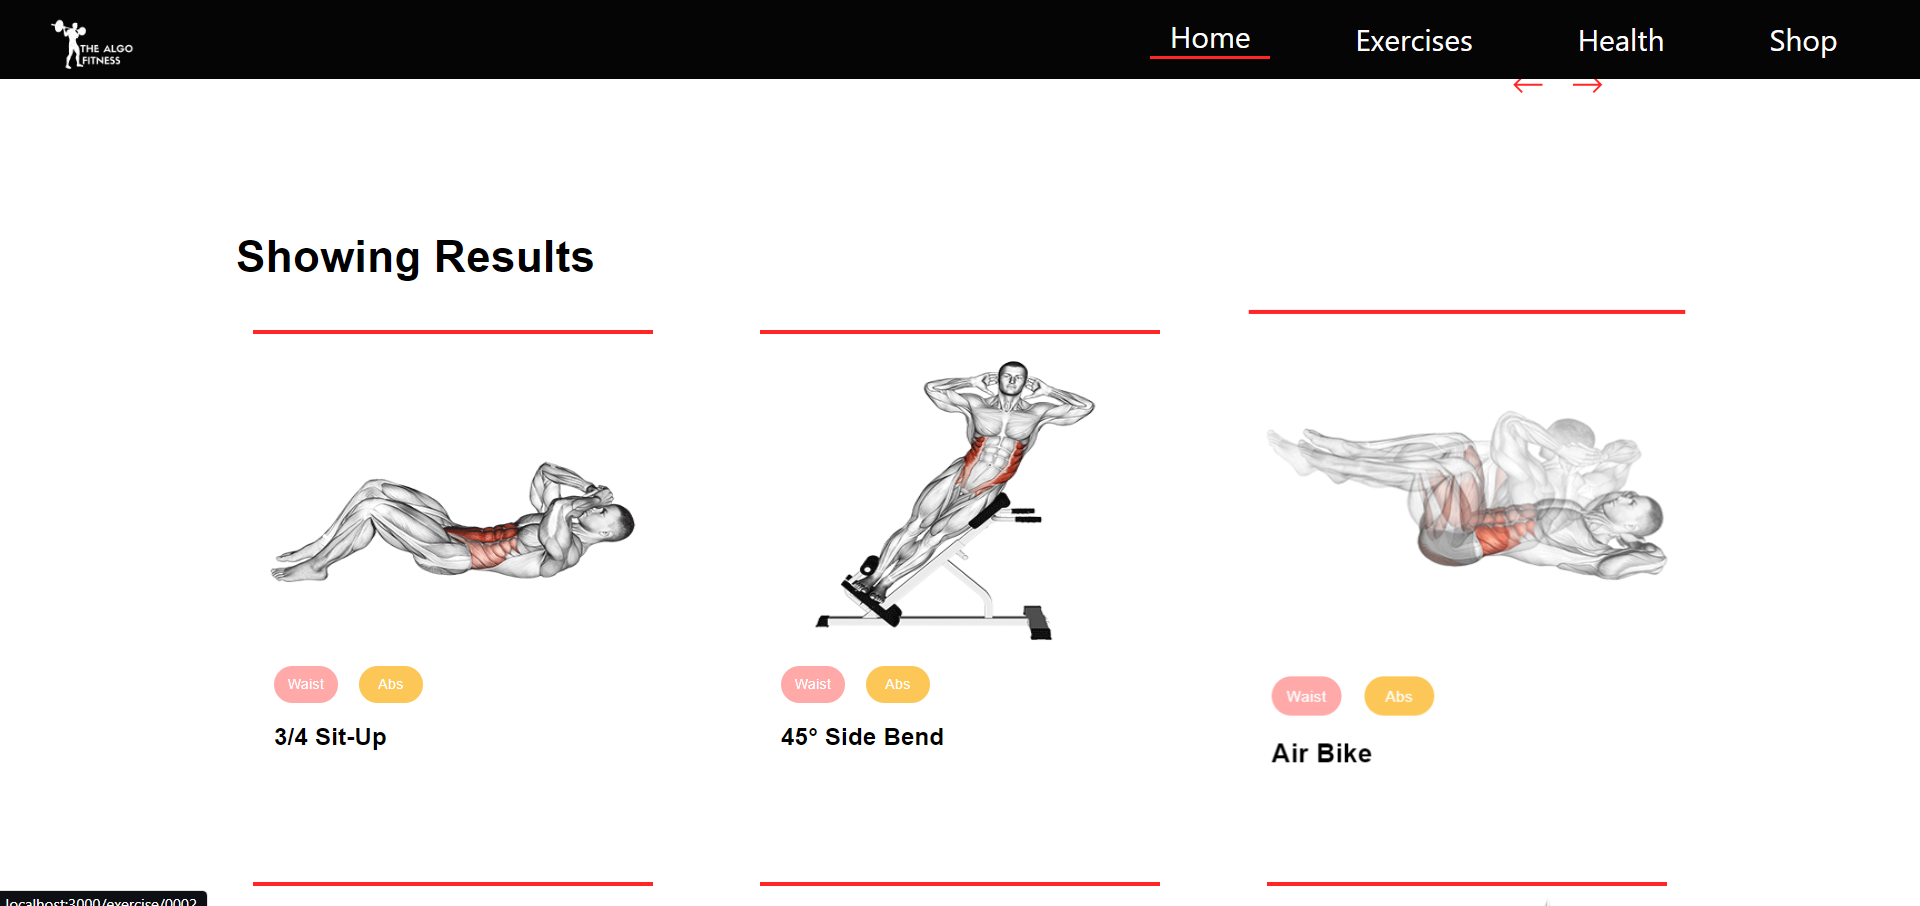 THE ALGO
FITNESS
Home
Exercises
Health
Shop
Showing Results
Waist
Abs
3/4 Sit-Up
Waist
Abs
45° Side Bend
Waist
Abs
Air Bike
localhost:3000/exercise/0002